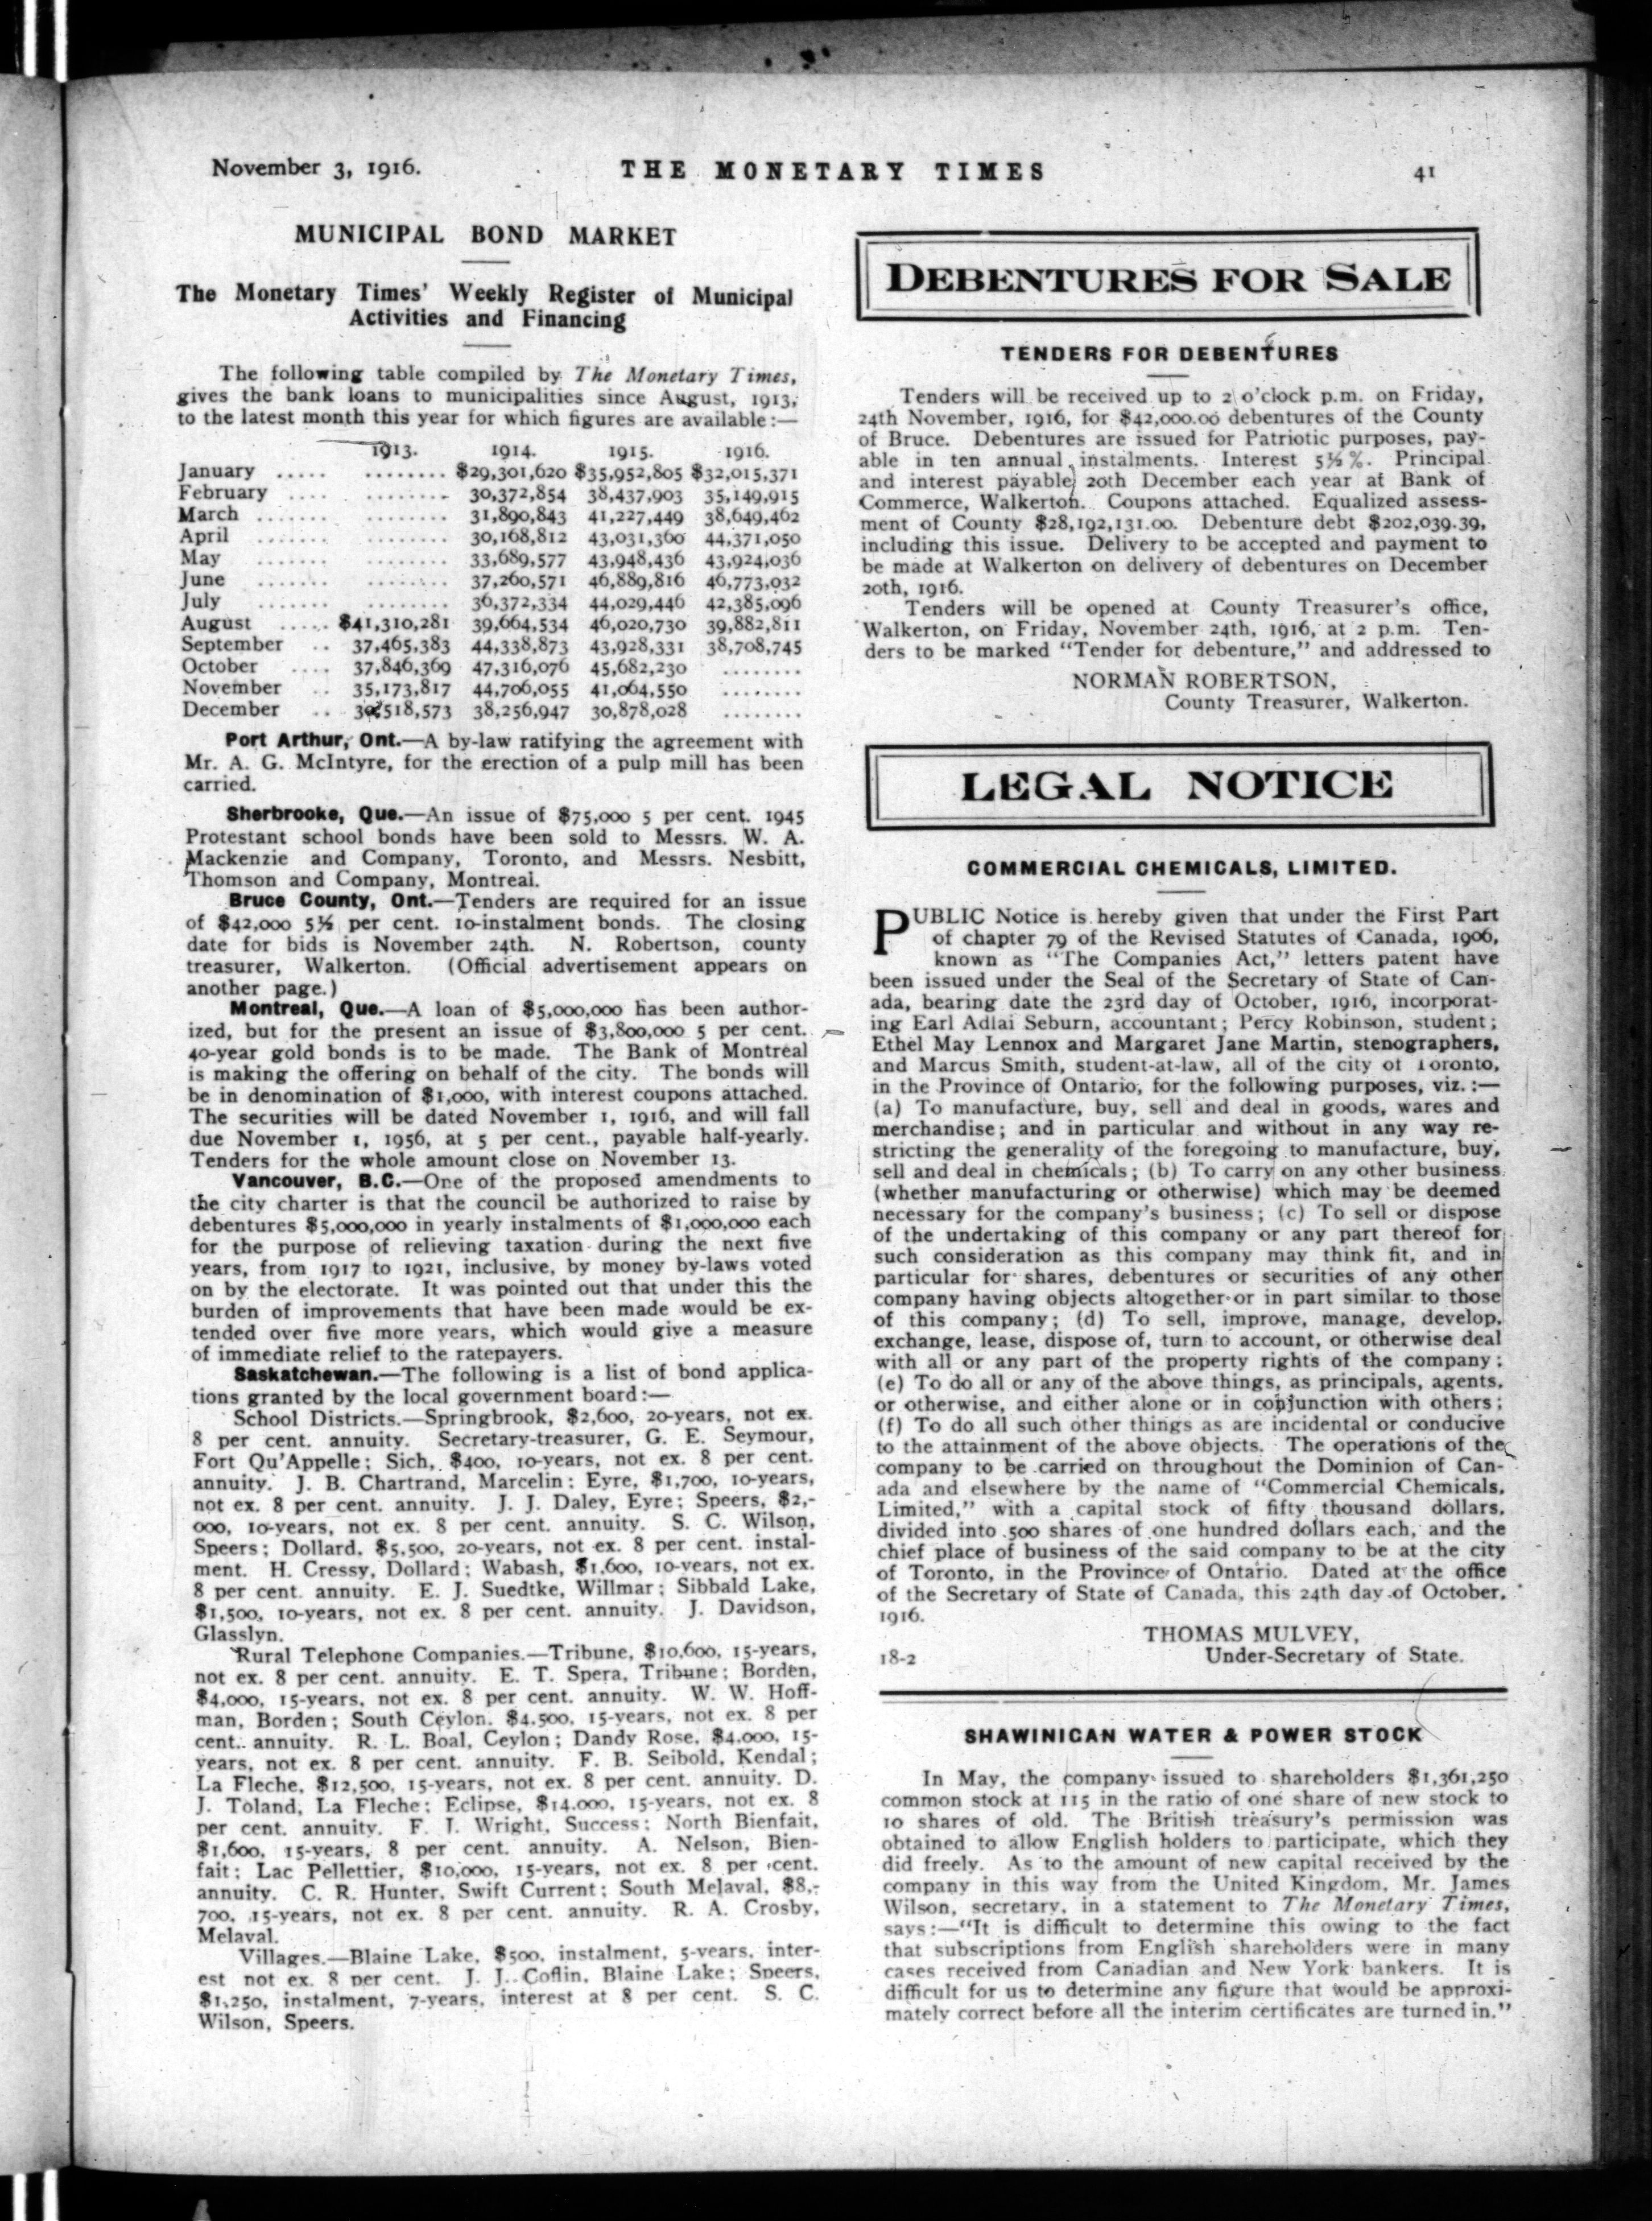 November 3, 1916.
THE MONETARY TIMES
41
MUNICIPAL BOND MARKET
The Monetary Times' Weekly Register of Municipal
Activities and Financing
The following table compiled by The Monetary Times,
gives the bank loans to municipalities since August, 1913,
to the latest month this year for which figures are available:—
1913. 1914. 1915. 1916.
January ..... ........ $29,301,620 $35,952,805 $32,015,371
February .... ........ 30,372,854 38,437,903 35,149,915
March ....... ........ 31,890,843 41,227,449 38,649,462
April ....... ........ 30,168,812 43,031,360 44,371,050
May ....... ........ 33,689,577 43,948,436 43,924,036
June ....... ........ 37,260,571 46,889,816 46,773,032
July ....... ........ 36,372,334 44,029,446 42,385,096
August ..... $41,310,281 39,664,534 46,020,730 39,882,811
September .. 37,465,383 44,338,873 43,928,331 38,708,745
October .... 37,846,369 47,316,076 45,682,230 ........
November .. 35,173,817 44,706,055 41,064,550 ........
December .. 518,573 38,256,947 30,878,028 ........
Port Arthur, Ont.—A by-law ratifying the agreement with
Mr. A. G. McIntyre, for the erection of a pulp mill has been
carried.
Sherbrooke, Que.—An issue of $75,000 5 per cent. 1945
Protestant school bonds have been sold to Messrs. W. A.
Mackenzie and Company, Toronto, and Messrs. Nesbitt,
Thomson and Company, Montreal.
Bruce County, Ont.—Tenders are required for an issue
of $42,000 5½ per cent. 10-instalment bonds. The closing
date for bids is November 24th. N. Robertson, county
treasurer, Walkerton. (Official advertisement appears on
another page.)
Montreal, Que.—A loan of $5,000,000 has been author-
ized, but for the present an issue of $3,800,000 5 per cent.
40-year gold bonds is to be made. The Bank of Montreal
is making the offering on behalf of the city. The bonds will
be in denomination of $1,000, with interest coupons attached.
The securities will be dated November 1, 1916, and will fall
due November 1, 1956, at 5 per cent., payable half-yearly.
Tenders for the whole amount close on November 13.
Vancouver, B.C.—One of the proposed amendments to
the city charter is that the council be authorized to raise by
debentures $5,000,000 in yearly instalments of $1,000,000 each
for the purpose of relieving taxation during the next five
years, from 1917 to 1921, inclusive, by money by-laws voted
on by the electorate. It was pointed out that under this the
burden of improvements that have been made would be ex-
tended over five more years, which would give a measure
of immediate relief to the ratepayers.
Saskatchewan.—The following is a list of bond applica-
tions granted by the local government board:—
School Districts.—Springbrook, $2,600, 20-years, not ex.
8 per cent. annuity. Secretary-treasurer, G. E. Seymour,
Fort Qu'Appelle; Sich, $400, 10-years, not ex. 8 per cent.
annuity. J. B. Chartrand, Marcelin; Eyre, $1,700, 10-years,
not ex. 8 per cent. annuity. J. J. Daley, Eyre; Speers, $2,-
000, 10-years, not ex. 8 per cent. annuity. S. C. Wilson,
Speers; Dollard, $5,500, 20-years, not ex. 8 per cent. instal-
ment. H. Cressy, Dollard; Wabash, $1,600, 10-years, not ex.
8 per cent. annuity. E. J. Suedtke, Willmar; Sibbald Lake,
$1,500, 10-years, not ex. 8 per cent. annuity. J. Davidson,
Glasslyn.
Rural Telephone Companies.—Tribune, $10,600, 15-years,
not ex. 8 per cent. annuity. E. T. Spera, Tribune; Borden,
$4,000, 15-years, not ex. 8 per cent. annuity. W. W. Hoff-
man, Borden; South Ceylon, $4,500, 15-years, not ex. 8 per
cent. annuity. R. L. Boal, Ceylon; Dandy Rose, $4,000, 15-
years, not ex. 8 per cent. annuity. F. B. Seibold, Kendal;
La Fleche, $12,500, 15-years, not ex. 8 per cent. annuity. D.
J. Toland, La Fleche; Eclipse, $14,000, 15-years, not ex. 8
per cent. annuity. F. J. Wright, Success; North Bienfait,
$1,600, 15-years, 8 per cent. annuity. A. Nelson, Bien-
fait; Lac Pellettier, $10,000, 15-years, not ex. 8 per cent.
annuity. C. R. Hunter, Swift Current; South Melaval, $8,-
700, 15-years, not ex. 8 per cent. annuity. R. A. Crosby,
Melaval.
Villages.—Blaine Lake, $500, instalment, 5-years, inter-
est not ex. 8 per cent. J. J. Coflin, Blaine Lake; Speers,
$1,250, instalment, 7-years, interest at 8 per cent. S. C.
Wilson, Speers.
DEBENTURES FOR SALE
TENDERS FOR DEBENTURES
Tenders will be received up to 2 o'clock p.m. on Friday,
24th November, 1916, for $42,000.00 debentures of the County
of Bruce. Debentures are issued for Patriotic purposes, pay-
able in ten annual instalments. Interest 5½%. Principal
and interest payable 20th December each year at Bank of
Commerce, Walkerton. Coupons attached. Equalized assess-
ment of County $28,192,131.00. Debenture debt $202,039.39,
including this issue. Delivery to be accepted and payment to
be made at Walkerton on delivery of debentures on December
20th, 1916.
Tenders will be opened at County Treasurer's office,
Walkerton, on Friday, November 24th, 1916, at 2 p.m. Ten-
ders to be marked "Tender for debenture," and addressed to
NORMAN ROBERTSON,
County Treasurer, Walkerton.
LEGAL NOTICE
COMMERCIAL CHEMICALS, LIMITED.
PUBLIC Notice is hereby given that under the First Part
of chapter 79 of the Revised Statutes of Canada, 1906,
known as "The Companies Act," letters patent have
been issued under the Seal of the Secretary of State of Can-
ada, bearing date the 23rd day of October, 1916, incorporat-
ing Earl Adlai Seburn, accountant; Percy Robinson, student;
Ethel May Lennox and Margaret Jane Martin, stenographers,
and Marcus Smith, student-at-law, all of the city of Toronto,
in the Province of Ontario, for the following purposes, viz.:—
(a) To manufacture, buy, sell and deal in goods, wares and
merchandise; and in particular and without in any way re-
stricting the generality of the foregoing to manufacture, buy,
sell and deal in chemicals; (b) To carry on any other business
(whether manufacturing or otherwise) which may be deemed
necessary for the company's business; (c) To sell or dispose
of the undertaking of this company or any part thereof for
such consideration as this company may think fit, and in
particular for shares, debentures or securities of any other
company having objects altogether or in part similar to those
of this company; (d) To sell, improve, manage, develop,
exchange, lease, dispose of, turn to account, or otherwise deal
with all or any part of the property rights of the company;
(e) To do all or any of the above things, as principals, agents,
or otherwise, and either alone or in conjunction with others;
(f) To do all such other things as are incidental or conducive
to the attainment of the above objects. The operations of the
company to be carried on throughout the Dominion of Can-
ada and elsewhere by the name of "Commercial Chemicals,
Limited," with a capital stock of fifty thousand dollars,
divided into 500 shares of one hundred dollars each, and the
chief place of business of the said company to be at the city
of Toronto, in the Province of Ontario. Dated at the office
of the Secretary of State of Canada, this 24th day of October,
1916.
THOMAS MULVEY,
18-2 Under-Secretary of State.
SHAWINIGAN WATER & POWER STOCK
In May, the company issued to shareholders $1,361,250
common stock at 115 in the ratio of one share of new stock to
10 shares of old. The British treasury's permission was
obtained to allow English holders to participate, which they
did freely. As to the amount of new capital received by the
company in this way from the United Kingdom, Mr. James
Wilson, secretary, in a statement to The Monetary Times,
says:—"It is difficult to determine this owing to the fact
that subscriptions from English shareholders were in many
cases received from Canadian and New York bankers. It is
difficult for us to determine any figure that would be approxi-
mately correct before all the interim certificates are turned in."